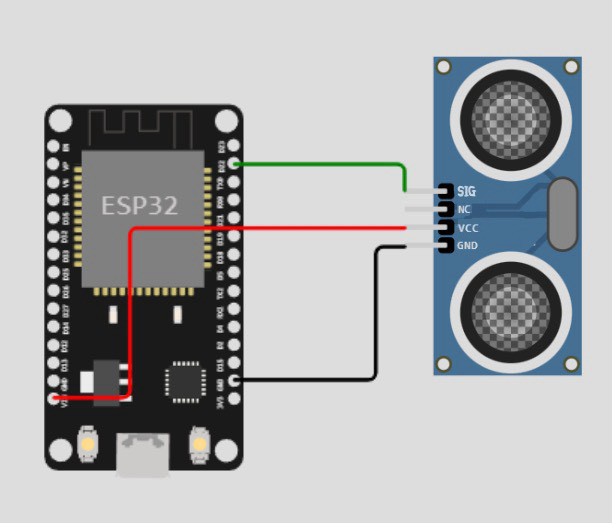 ESP32
EN
VP
VN
D34
D35
D32
D33
D25
D26
D27
D14
D12
D13
GND
D23
D22
TX0
RX0
D21
D19
D18
D5
TX2
RX2
D4
D2
D15
GND
3V3
SIG
NC
VCC
GND